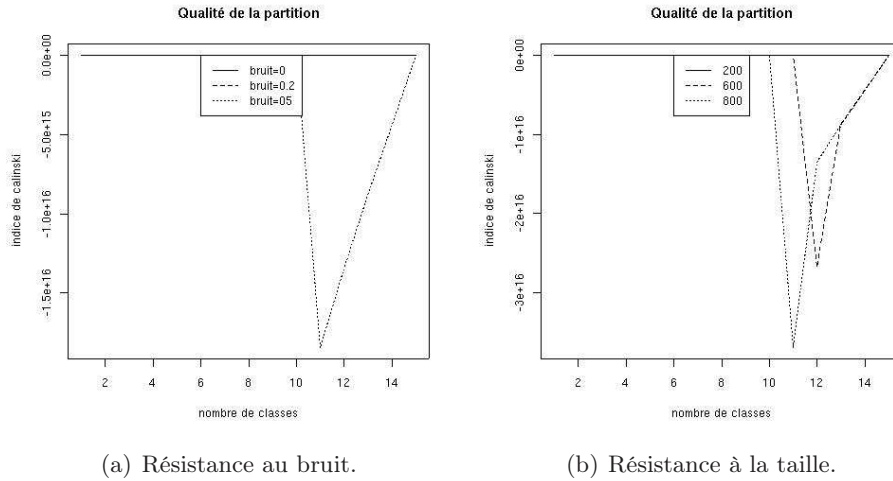 Qualité de la partition
indice de calinski
0.0e+00
-5.0e+15
-1.0e+16
-1.5e+16
bruit=0
bruit=0.2
bruit=05
2 4 6 8 10 12 14
nombre de classes
(a) Résistance au bruit.
Qualité de la partition
indice de calinski
0e+00
-1e+16
-2e+16
-3e+16
200
600
800
2 4 6 8 10 12 14
nombre de classes
(b) Résistance à la taille.